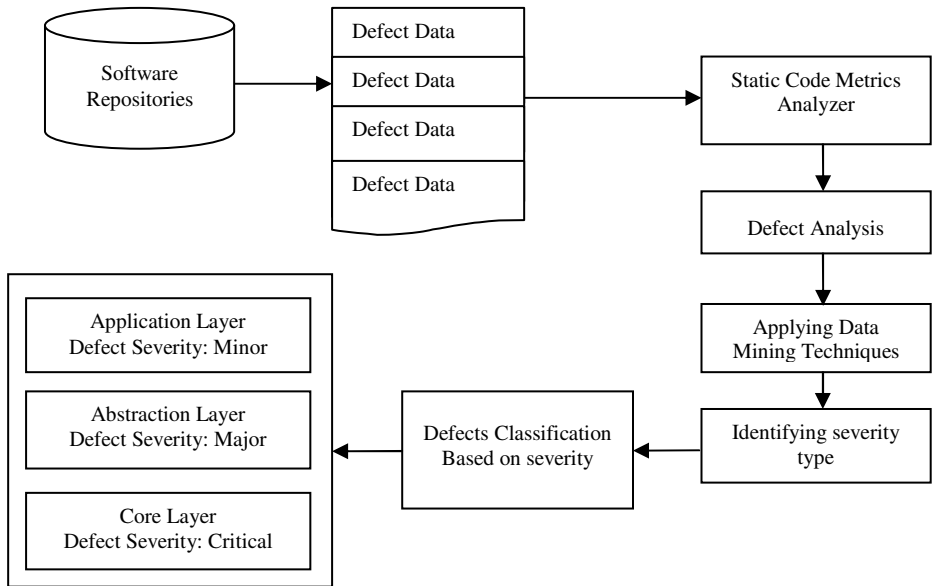 Software
Repositories
Defect Data
Defect Data
Defect Data
Defect Data
Static Code Metrics
Analyzer
Defect Analysis
Applying Data
Mining Techniques
Identifying severity
type
Defects Classification
Based on severity
Application Layer
Defect Severity: Minor
Abstraction Layer
Defect Severity: Major
Core Layer
Defect Severity: Critical